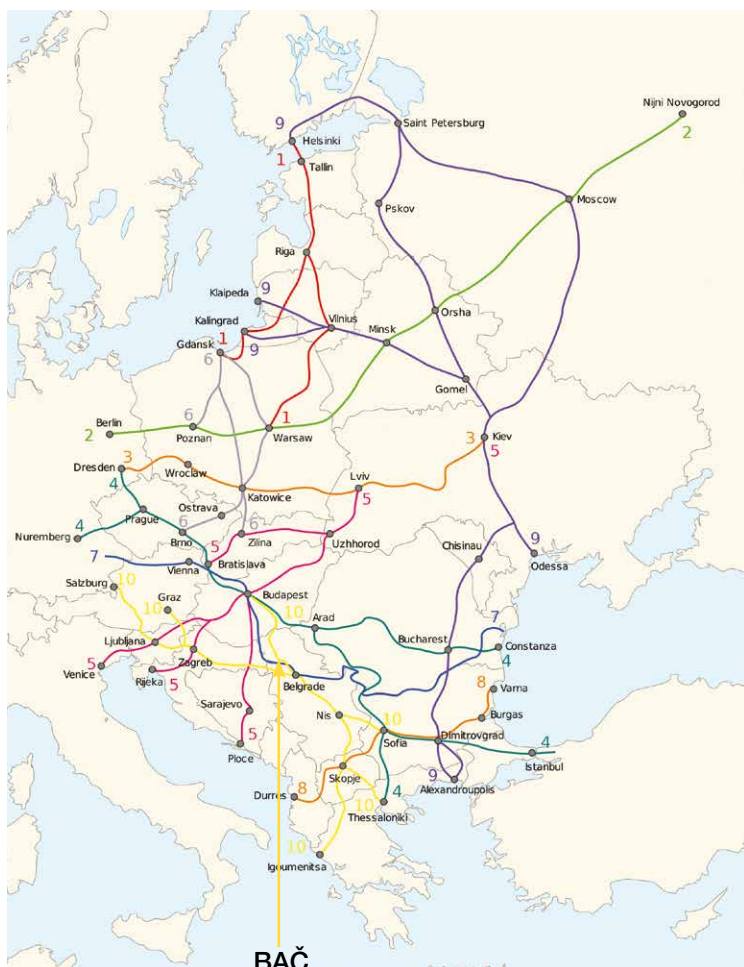 Nijni Novogorod
2
9
Saint Petersburg
Helsinki
1
Tallin
Moscow
Pskov
Riga
Klaipeda
9
Orsha
Kalingrad
Vilnius
Minsk
1
9
Gdansk
6
Gomel
Berlin
2
6
Poznan
1
Warsaw
3
Kiev
5
Dresden
3
4
Wroclaw
Lviv
5
Katowice
Ostrava
Prague
4
Nuremberg
6
Brno
6
Zilina
Uzhhorod
5
Chisinau
9
Odessa
7
Vienna
Bratislava
Salzburg
10
Graz
10
Budapest
10
Arad
7
Bucharest
Constanza
4
Ljubljana
Zagreb
5
Venice
Rijeka
5
Belgrade
8
Varna
Burgas
Sarajevo
5
Ploce
Nis
10
Sofia
Dimitrovgrad
4
Istanbul
Skopje
9
Alexandroupolis
Durres
8
10
4
Thessaloniki
10
Igoumenitsa
BAČ